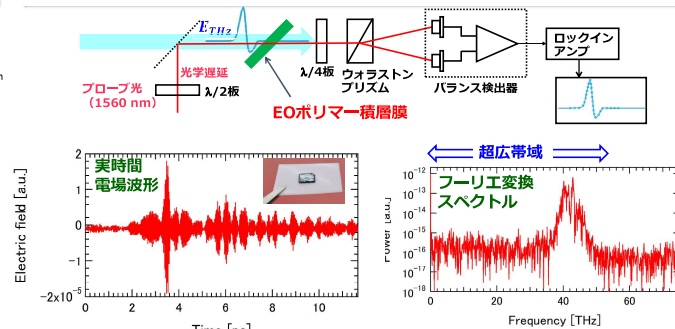 E_THz
ロックイン
アンプ
光学遅延
プローブ光
(1560 nm)
λ/2板
λ/4板
ウォラストン
プリズム
バランス検出器
EOポリマー積層膜
超広帯域
実時間
電場波形
Electric field [a.u.]
2
1
0
-1
-2x10⁻⁵
0
2
4
6
8
10
フーリエ変換
スペクトル
Power [a.u.]
10⁻¹²
10⁻¹³
10⁻¹⁴
10⁻¹⁵
10⁻¹⁶
10⁻¹⁷
10⁻¹⁸
0
20
40
60
Frequency [THz]